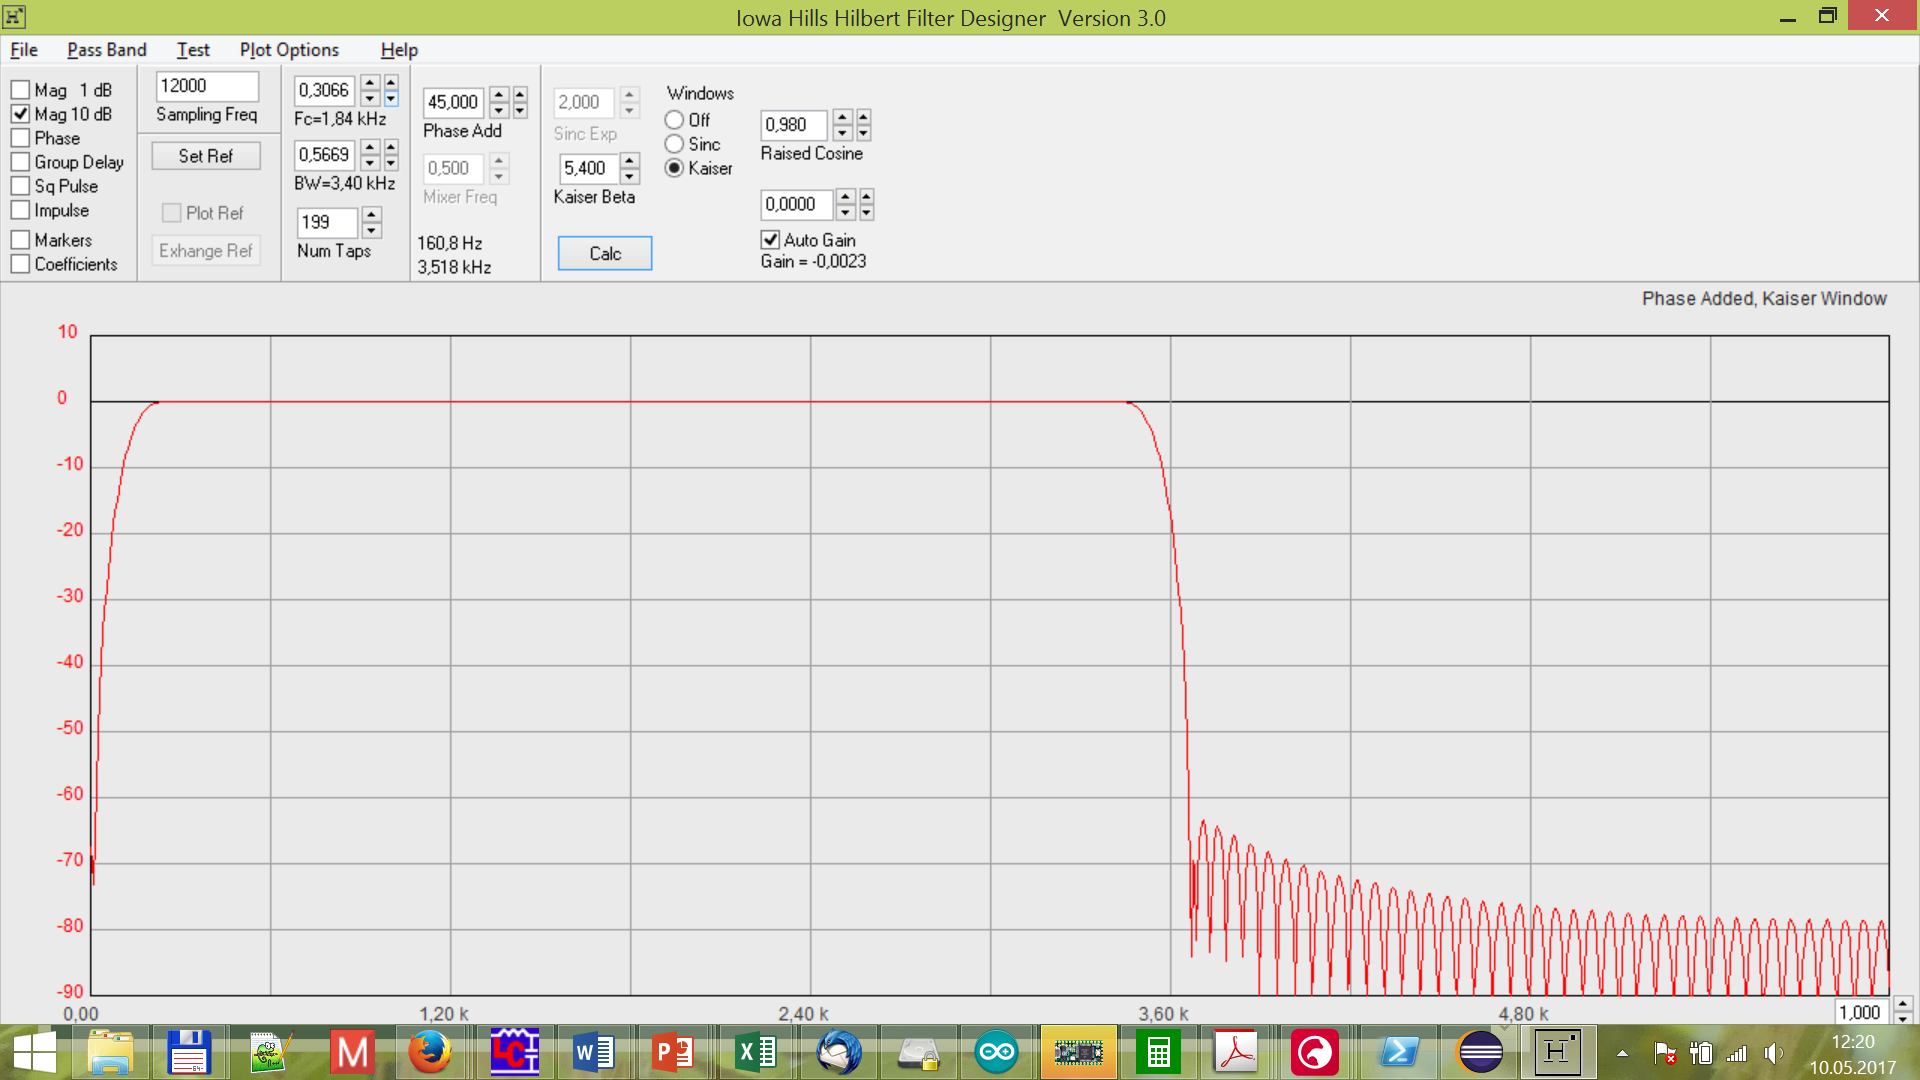 Iowa Hills Hilbert Filter Designer Version 3.0
File Pass Band Test Plot Options Help
Mag 1 dB
Mag 10 dB
Phase
Group Delay
Sq Pulse
Impulse
Markers
Coefficients
12000
Sampling Freq
Set Ref
Plot Ref
Exhange Ref
0,3066
Fc=1,84 kHz
0,5669
BW=3,40 kHz
199
Num Taps
45,000
Phase Add
0,500
Mixer Freq
160,8 Hz
3,518 kHz
2,000
Sinc Exp
5,400
Kaiser Beta
Calc
Windows
Off
Sinc
Kaiser
0,980
Raised Cosine
0,0000
Auto Gain
Gain = -0,0023
Phase Added, Kaiser Window
10
0
-10
-20
-30
-40
-50
-60
-70
-80
-90
0,00 1,20 k 2,40 k 3,60 k 4,80 k
1,000
12:20
10.05.2017